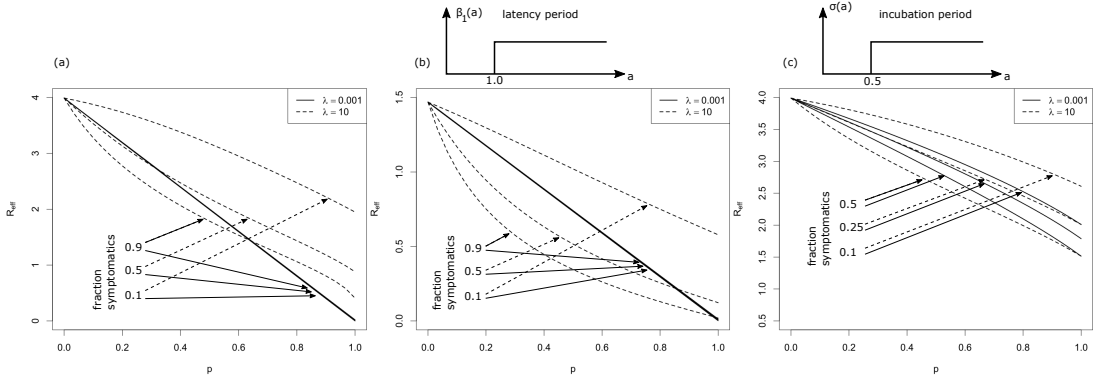 β1(a) latency period
1.0 a
σ(a) incubation period
0.5 a
(a)
λ = 0.001
λ = 10
4
3
2
1
0
Reff
fraction
symptomatics
0.9
0.5
0.1
0.0 0.2 0.4 0.6 0.8 1.0
p
(b)
λ = 0.001
λ = 10
1.5
1.0
0.5
0.0
Reff
fraction
symptomatics
0.9
0.5
0.1
0.0 0.2 0.4 0.6 0.8 1.0
p
(c)
λ = 0.001
λ = 10
4.0
3.5
3.0
2.5
2.0
1.5
1.0
0.5
Reff
fraction
symptomatics
0.5
0.25
0.1
0.0 0.2 0.4 0.6 0.8 1.0
p